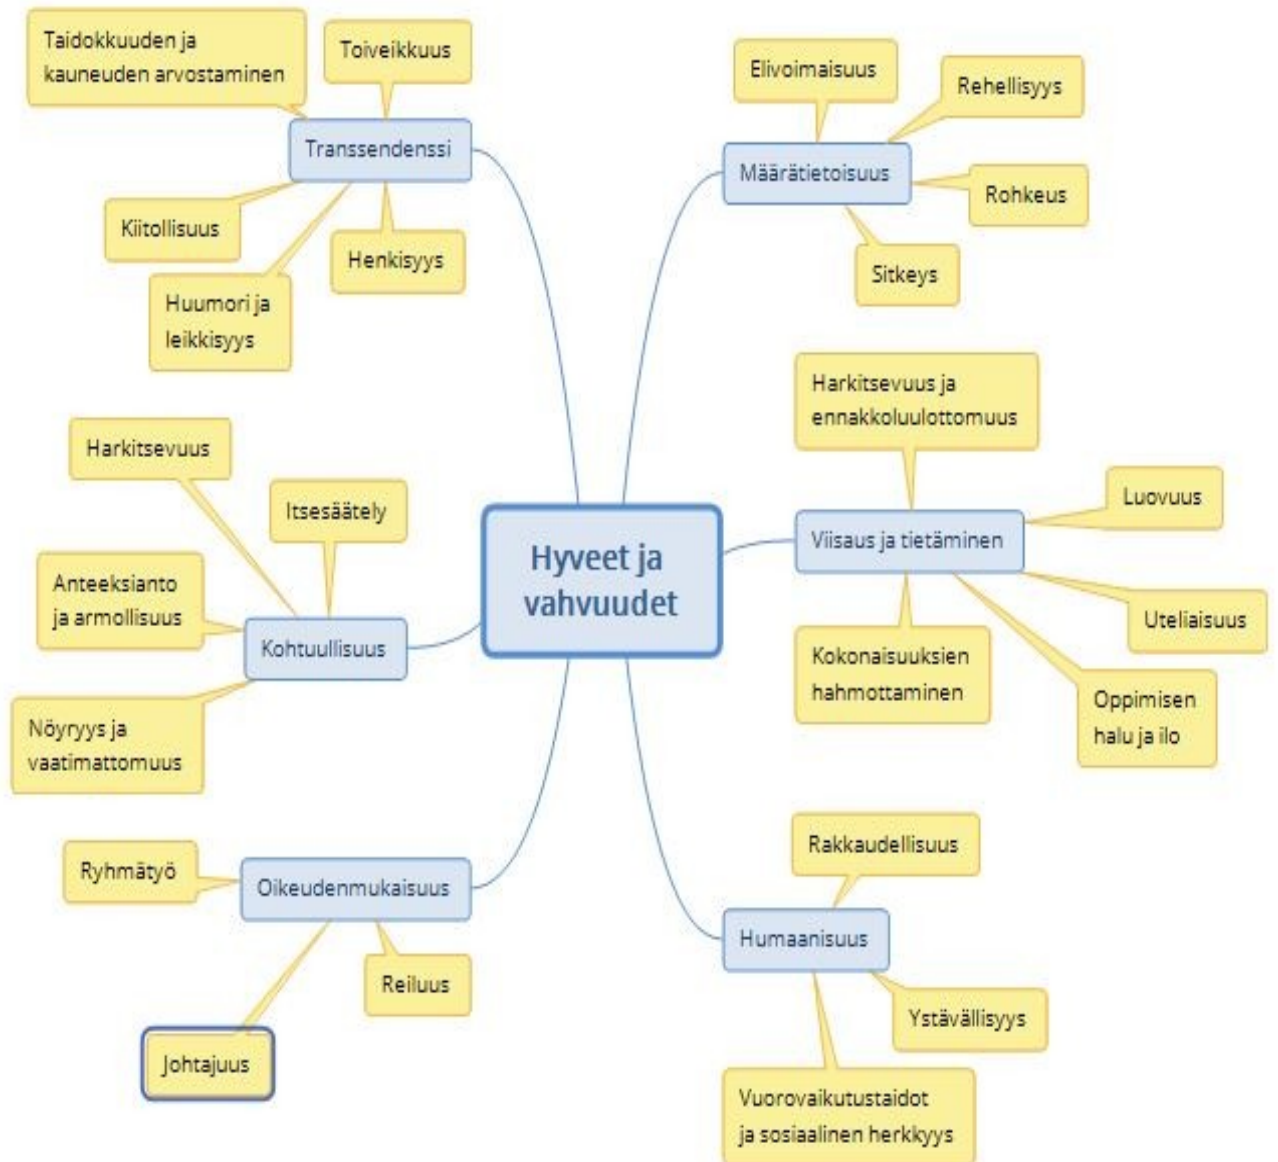 Hyveet ja
vahvuudet
Transsendenssi
Taidokkuuden ja
kauneuden arvostaminen
Toiveikkuus
Kiitollisuus
Huumori ja
leikkisyys
Henkisyys
Määrätietoisuus
Elivoimaisuus
Rehellisyys
Rohkeus
Sitkeys
Viisaus ja tietäminen
Harkitsevuus ja
ennakkoluulottomuus
Luovuus
Uteliaisuus
Oppimisen
halu ja ilo
Kokonaisuuksien
hahmottaminen
Kohtuullisuus
Harkitsevuus
Itsesäätely
Anteeksianto
ja armollisuus
Nöyryys ja
vaatimattomuus
Oikeudenmukaisuus
Ryhmätyö
Reiluus
Johtajuus
Humaanisuus
Rakkaudellisuus
Ystävällisyys
Vuorovaikutustaidot
ja sosiaalinen herkkyys